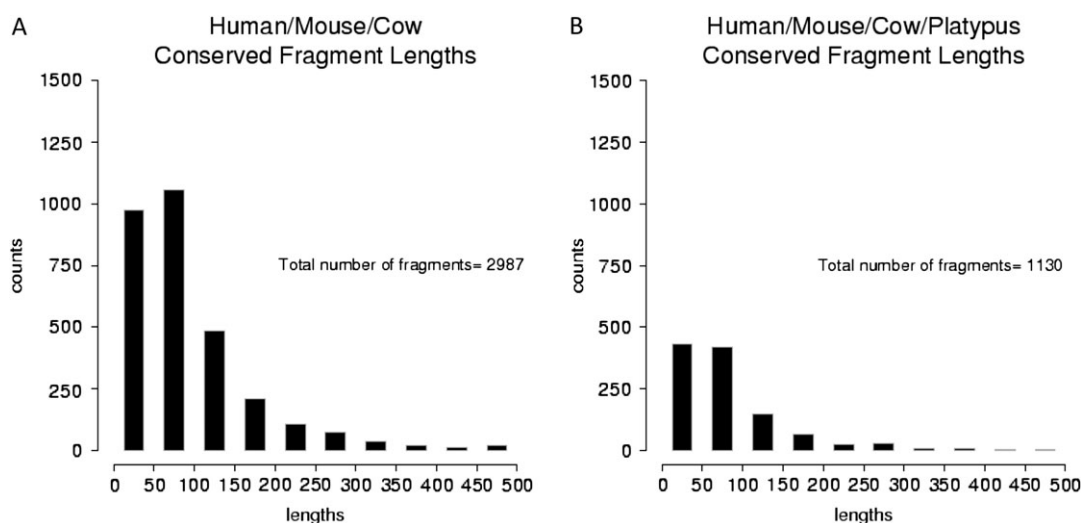 A
Human/Mouse/Cow
Conserved Fragment Lengths
1500
1250
1000
750
500
250
0
counts
Total number of fragments= 2987
0 50 100 150 200 250 300 350 400 450 500
lengths
B
Human/Mouse/Cow/Platypus
Conserved Fragment Lengths
1500
1250
1000
750
500
250
0
counts
Total number of fragments= 1130
0 50 100 150 200 250 300 350 400 450 500
lengths